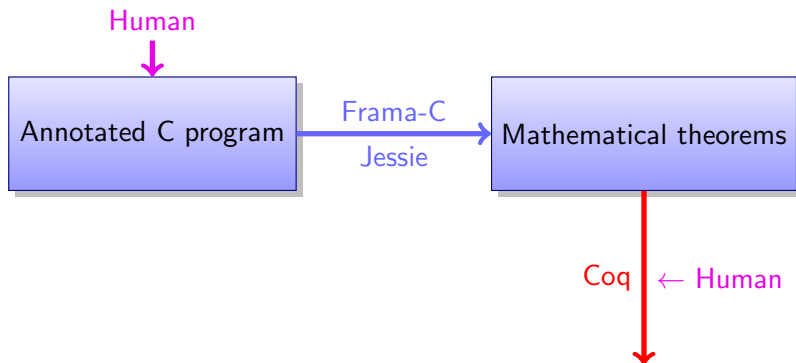 Human
Annotated C program
Frama-C
Jessie
Mathematical theorems
Coq
← Human